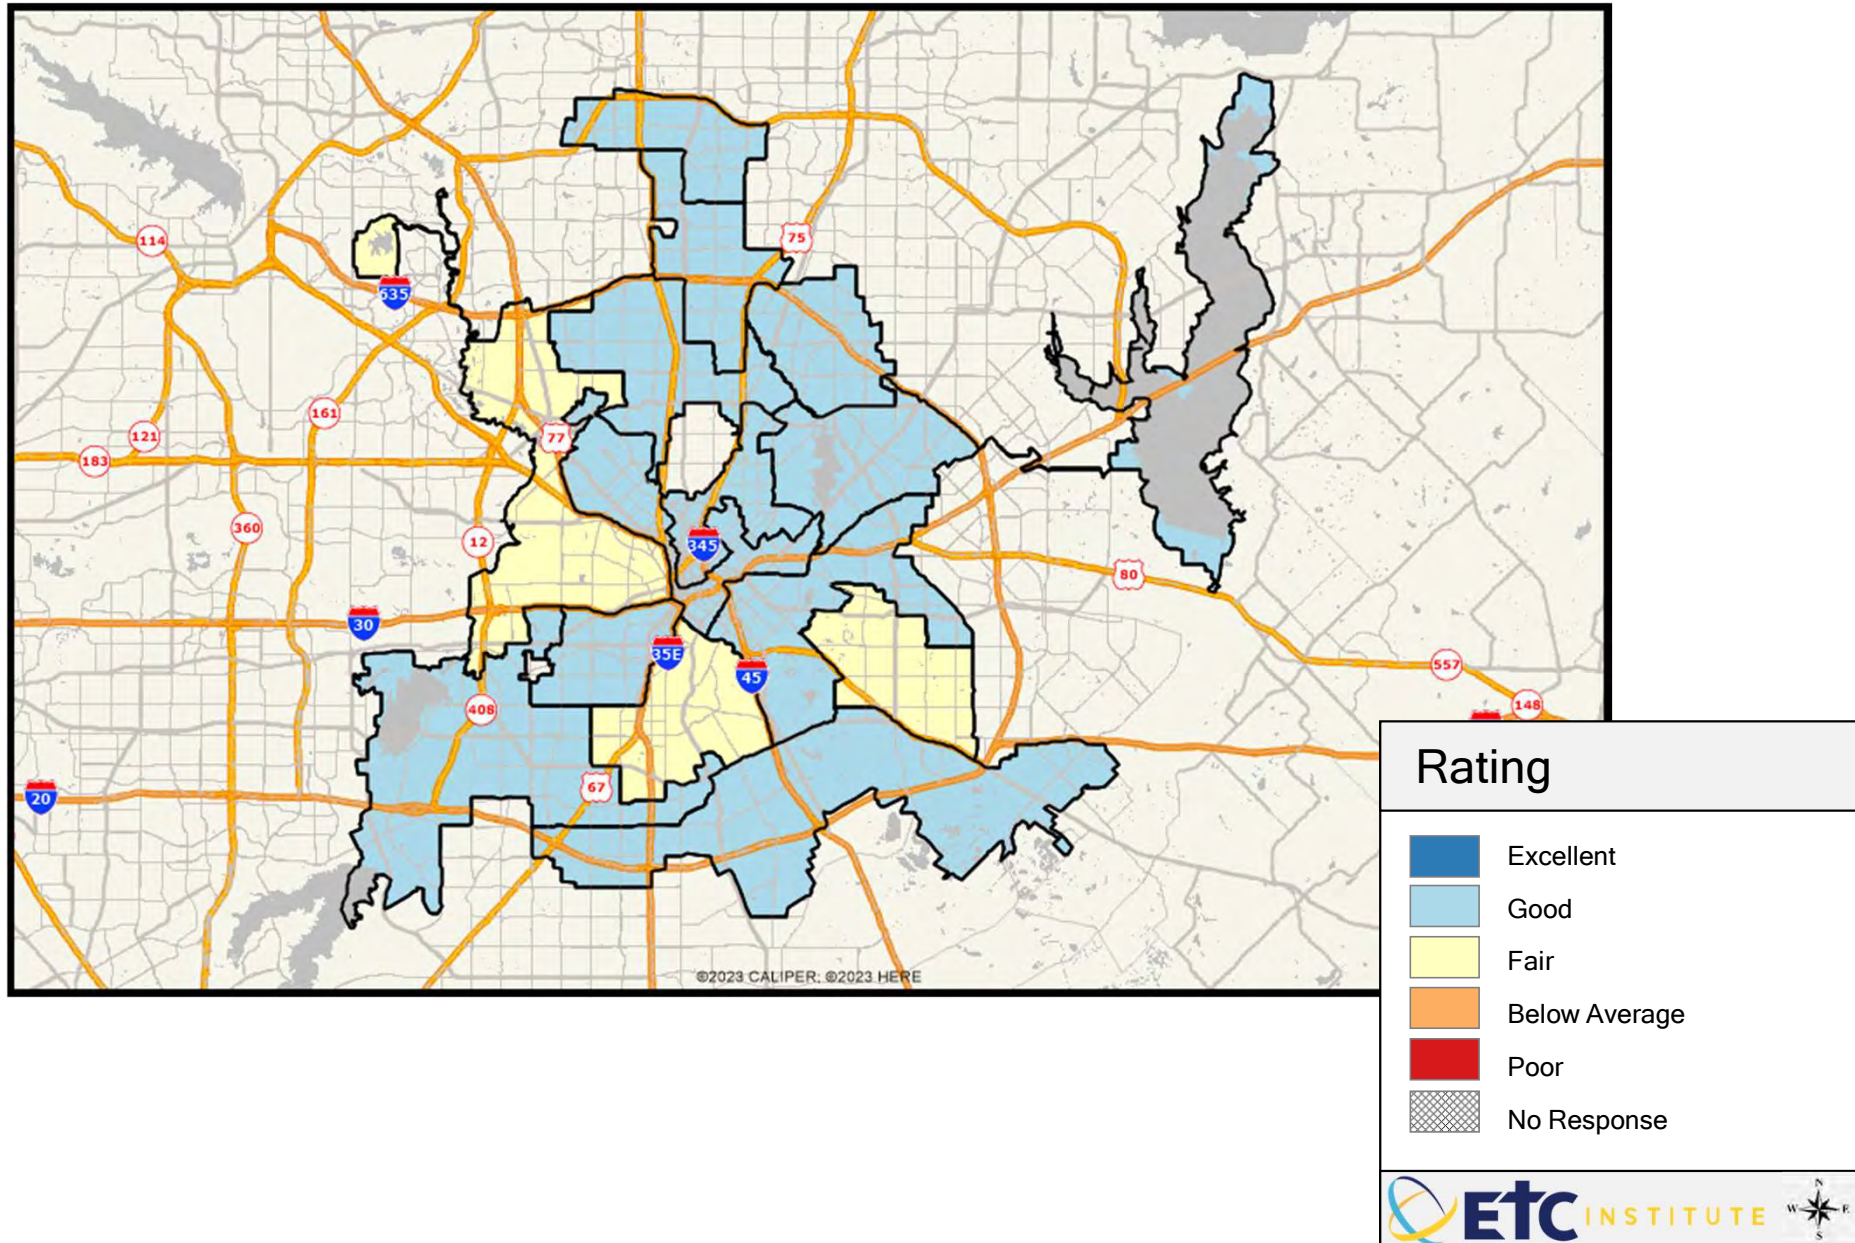 114
75
635
161
121
183
77
360
12
345
80
30
35E
45
557
408
148
67
20
©2023 CALIPER; ©2023 HERE
Rating
Excellent
Good
Fair
Below Average
Poor
No Response
ETC INSTITUTE
N
W E
S